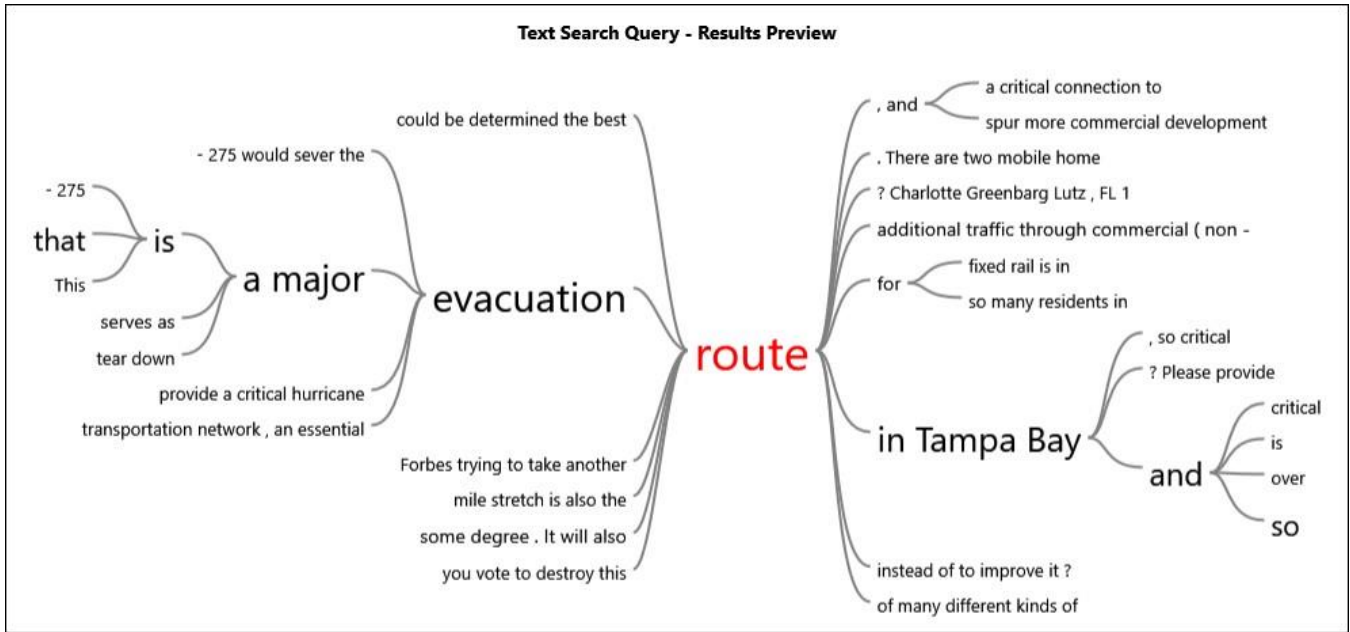 Text Search Query - Results Preview
could be determined the best
- 275 would sever the
- 275
that
is
This
a major
serves as
tear down
evacuation
provide a critical hurricane
transportation network , an essential
Forbes trying to take another
mile stretch is also the
some degree . It will also
you vote to destroy this
route
, and
a critical connection to
spur more commercial development
. There are two mobile home
? Charlotte Greenbarg Lutz , FL 1
additional traffic through commercial ( non -
for
fixed rail is in
so many residents in
in Tampa Bay
, so critical
? Please provide
and
critical
is
over
so
instead of to improve it ?
of many different kinds of